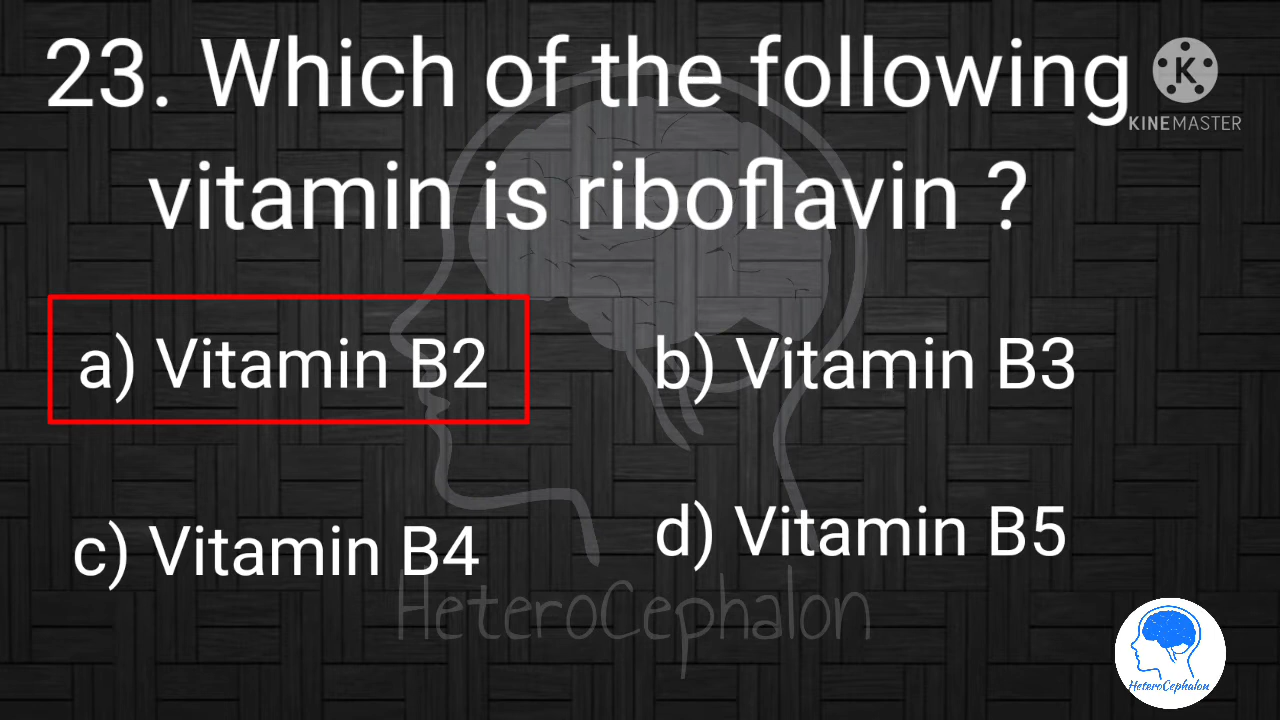 23. Which of the following
vitamin is riboflavin ?
K
KINEMASTER
a) Vitamin B2
b) Vitamin B3
c) Vitamin B4
d) Vitamin B5
HeteroCephalon
HeteroCephalon